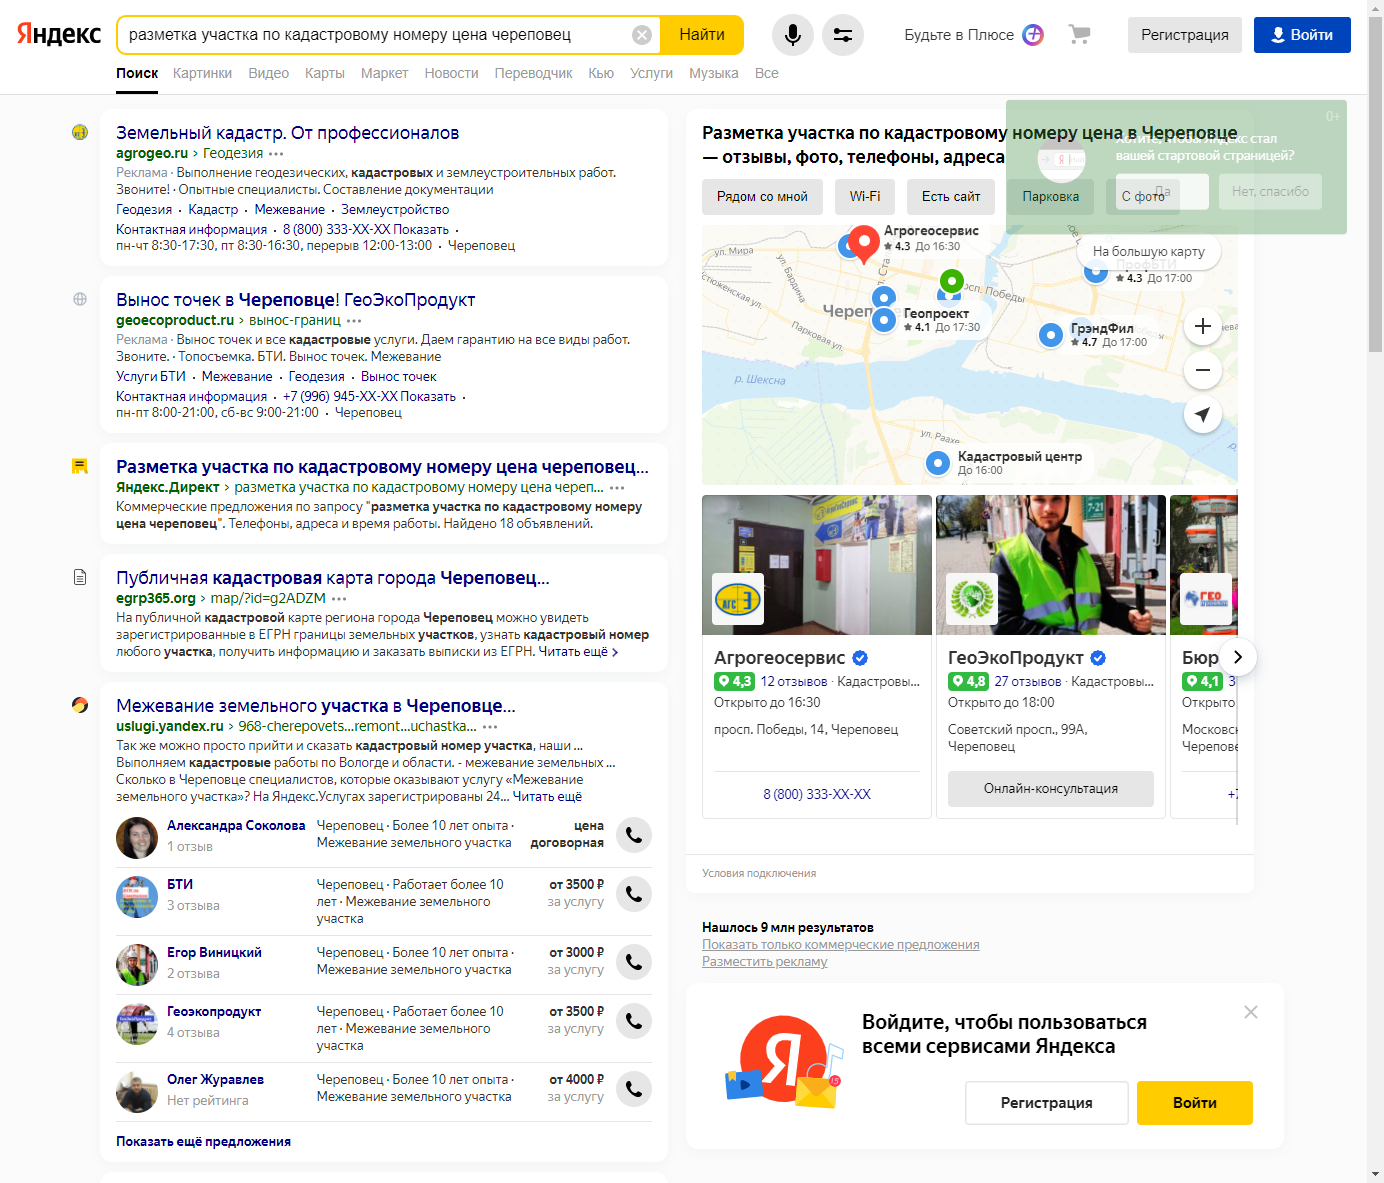 Яндекс
разметка участка по кадастровому номеру цена череповец
Найти
Будьте в Плюсе
Регистрация
Войти
Поиск Картинки Видео Карты Маркет Новости Переводчик Кью Услуги Музыка Все
Земельный кадастр. От профессионалов
agrogeo.ru › Геодезия
Реклама · Выполнение геодезических, кадастровых и землеустроительных работ.
Звоните! · Опытные специалисты. Составление документации
Геодезия · Кадастр · Межевание · Землеустройство
Контактная информация · 8 (800) 333-XX-XX Показать ·
пн-чт 8:30-17:30, пт 8:30-16:30, перерыв 12:00-13:00 · Череповец
Вынос точек в Череповце! ГеоЭкоПродукт
geoecoproduct.ru › вынос-границ
Реклама · Вынос точек и все кадастровые услуги. Даем гарантию на все виды работ.
Звоните. · Топосъемка. БТИ. Вынос точек. Межевание
Услуги БТИ · Межевание · Геодезия · Вынос точек
Контактная информация · +7 (996) 945-XX-XX Показать ·
пн-пт 8:00-21:00, сб-вс 9:00-21:00 · Череповец
Разметка участка по кадастровому номеру цена череповец...
Яндекс.Директ › разметка участка по кадастровому номеру цена череп...
Коммерческие предложения по запросу "разметка участка по кадастровому номеру
цена череповец". Телефоны, адреса и время работы. Найдено 18 объявлений.
Публичная кадастровая карта города Череповец...
egrp365.org › map/?id=g2ADZM
На публичной кадастровой карте региона города Череповец можно увидеть
зарегистрированные в ЕГРН границы земельных участков, узнать кадастровый номер
любого участка, получить информацию и заказать выписки из ЕГРН. Читать ещё ›
Межевание земельного участка в Череповце...
uslugi.yandex.ru › 968-cherepovets...remont...uchastka...
Так же можно просто прийти и сказать кадастровый номер участка, наши ...
Выполняем кадастровые работы по Вологде и области. - межевание земельных ...
Сколько в Череповце специалистов, которые оказывают услугу «Межевание
земельного участка»? На Яндекс.Услугах зарегистрированы 24... Читать ещё
Александра Соколова
1 отзыв
Череповец · Более 10 лет опыта ·
Межевание земельного участка
цена
договорная
БТИ
3 отзыва
Череповец · Работает более 10
лет · Межевание земельного
участка
от 3500 ₽
за услугу
Егор Виницкий
2 отзыва
Череповец · Более 10 лет опыта ·
Межевание земельного участка
от 3000 ₽
за услугу
Геоэкопродукт
4 отзыва
Череповец · Работает более 10
лет · Межевание земельного
участка
от 3500 ₽
за услугу
Олег Журавлев
Нет рейтинга
Череповец · Более 10 лет опыта ·
Межевание земельного участка
от 4000 ₽
за услугу
Показать ещё предложения
Разметка участка по кадастровому номеру цена в Череповце
— отзывы, фото, телефоны, адреса
0+
Хотите, чтобы Яндекс стал
вашей стартовой страницей?
Да
Нет, спасибо
Рядом со мной
Wi-Fi
Есть сайт
Парковка
С фото
На большую карту
Агрогеосервис
4.3 До 16:30
ул. Мира
ул. Бардина
Парковая ул.
р. Шексна
ул. Раахе
Геопроект
4.1 До 17:30
4.3 До 17:00
ГрэндФил
4.7 До 17:00
Кадастровый центр
До 16:00
Агрогеосервис
4,3 12 отзывов · Кадастровы...
Открыто до 16:30
просп. Победы, 14, Череповец
8 (800) 333-XX-XX
ГеоЭкоПродукт
4,8 27 отзывов · Кадастровы...
Открыто до 18:00
Советский просп., 99А,
Череповец
Онлайн-консультация
Бюр
4,1 3
Открыто
Московск
Черепове
+7
Условия подключения
Нашлось 9 млн результатов
Показать только коммерческие предложения
Разместить рекламу
Войдите, чтобы пользоваться
всеми сервисами Яндекса
Регистрация
Войти